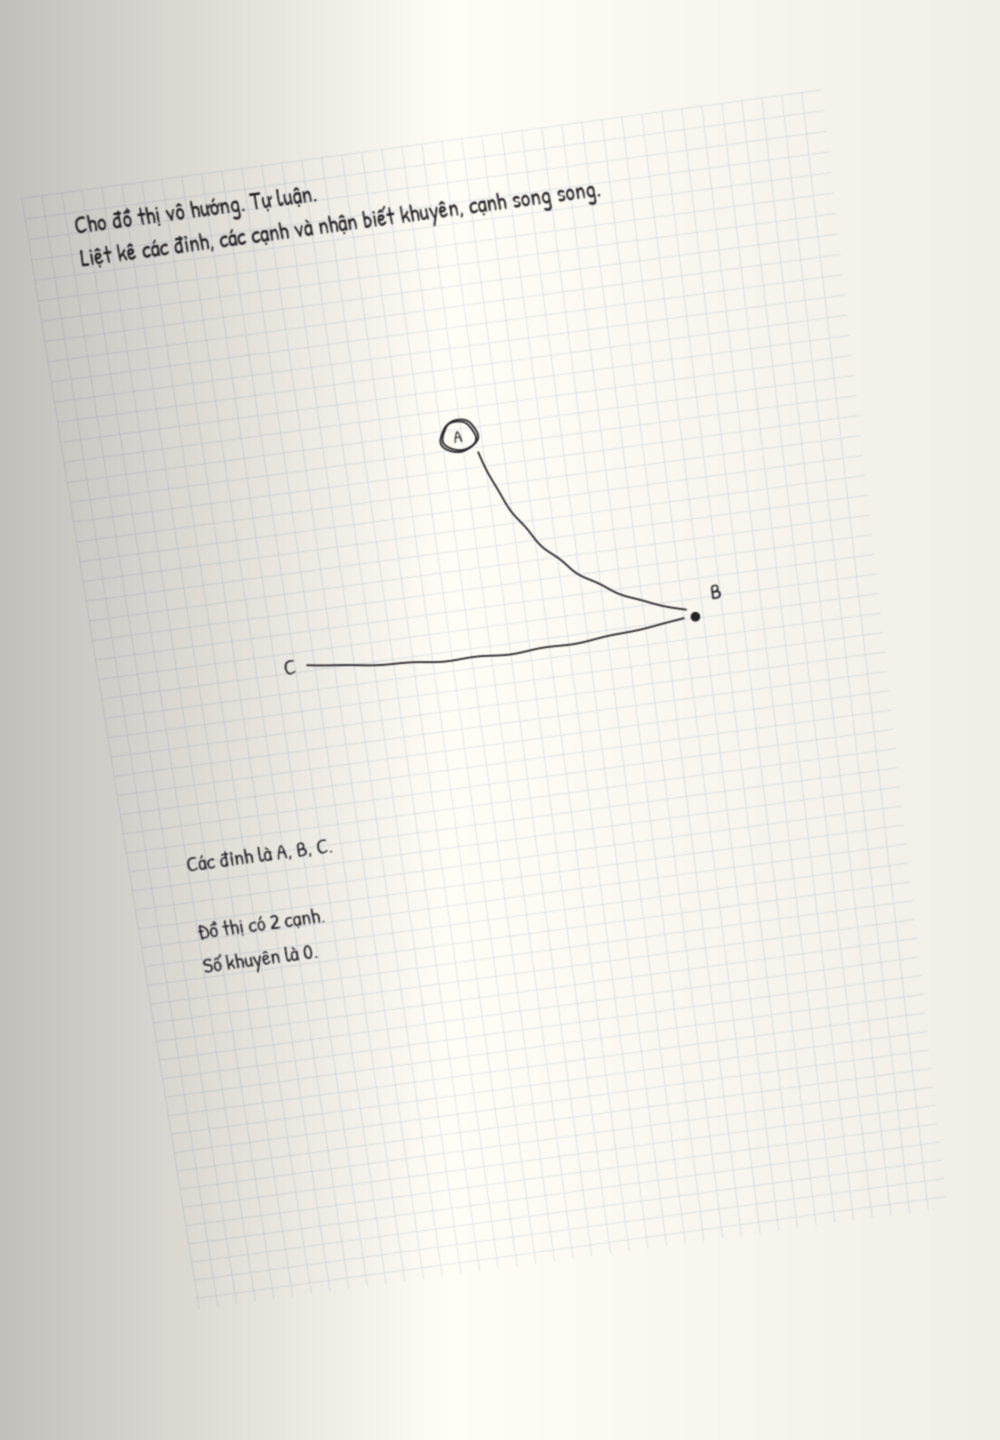 Cho đồ thị vô hướng. Tự luận.
Liệt kê các đỉnh, các cạnh và nhận biết khuyên, cạnh song song.
A
B
C
Các đỉnh là A, B, C.
Đồ thị có 2 cạnh.
Số khuyên là 0.